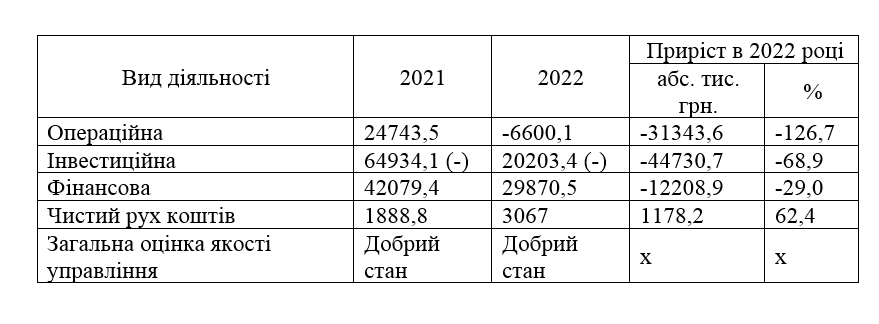 Вид діяльності 2021 2022 Приріст в 2022 році
абс. тис. грн. %
Операційна 24743,5 -6600,1 -31343,6 -126,7
Інвестиційна 64934,1 (-) 20203,4 (-) -44730,7 -68,9
Фінансова 42079,4 29870,5 -12208,9 -29,0
Чистий рух коштів 1888,8 3067 1178,2 62,4
Загальна оцінка якості управління Добрий стан Добрий стан х х